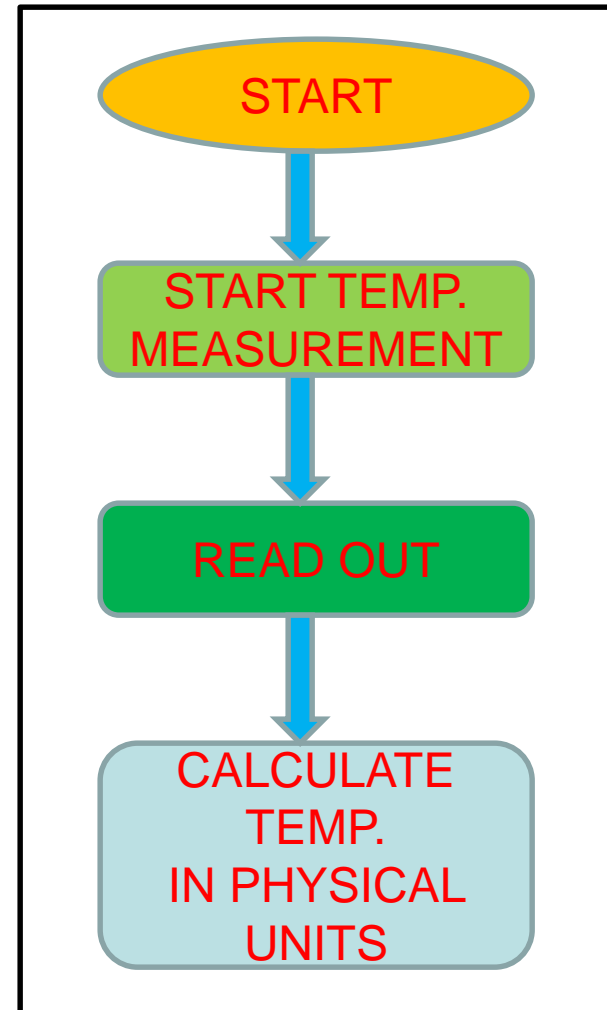 START
START TEMP.
MEASUREMENT
READ OUT
CALCULATE
TEMP.
IN PHYSICAL
UNITS